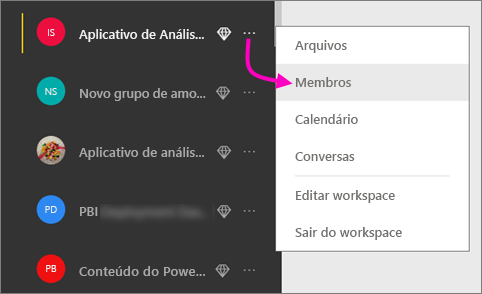 IS Aplicativo de Anális... ...
NS Novo grupo de amo... ...
Aplicativo de anális... ...
PD PBI ...
PB Conteúdo do Powe... ...
Arquivos
Membros
Calendário
Conversas
Editar workspace
Sair do workspace